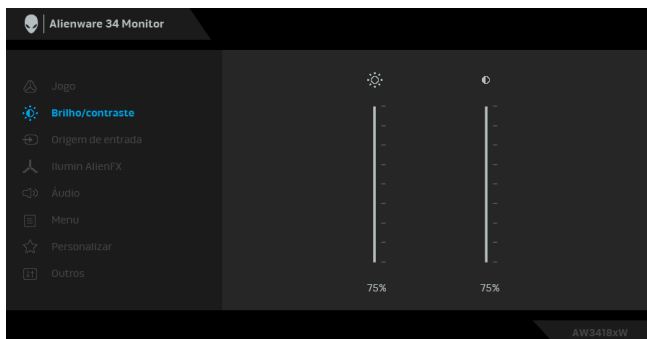 Alienware 34 Monitor
Jogo
Brilho/contraste
Origem de entrada
Ilumin AlienFX
Áudio
Menu
Personalizar
Outros
75% 75%
AW3418xW